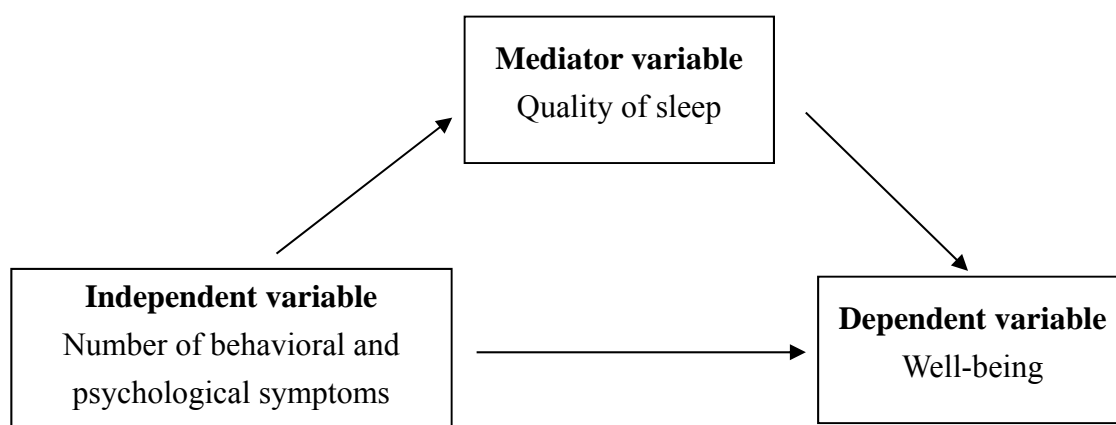 Mediator variable
Quality of sleep
Independent variable
Number of behavioral and
psychological symptoms
Dependent variable
Well-being